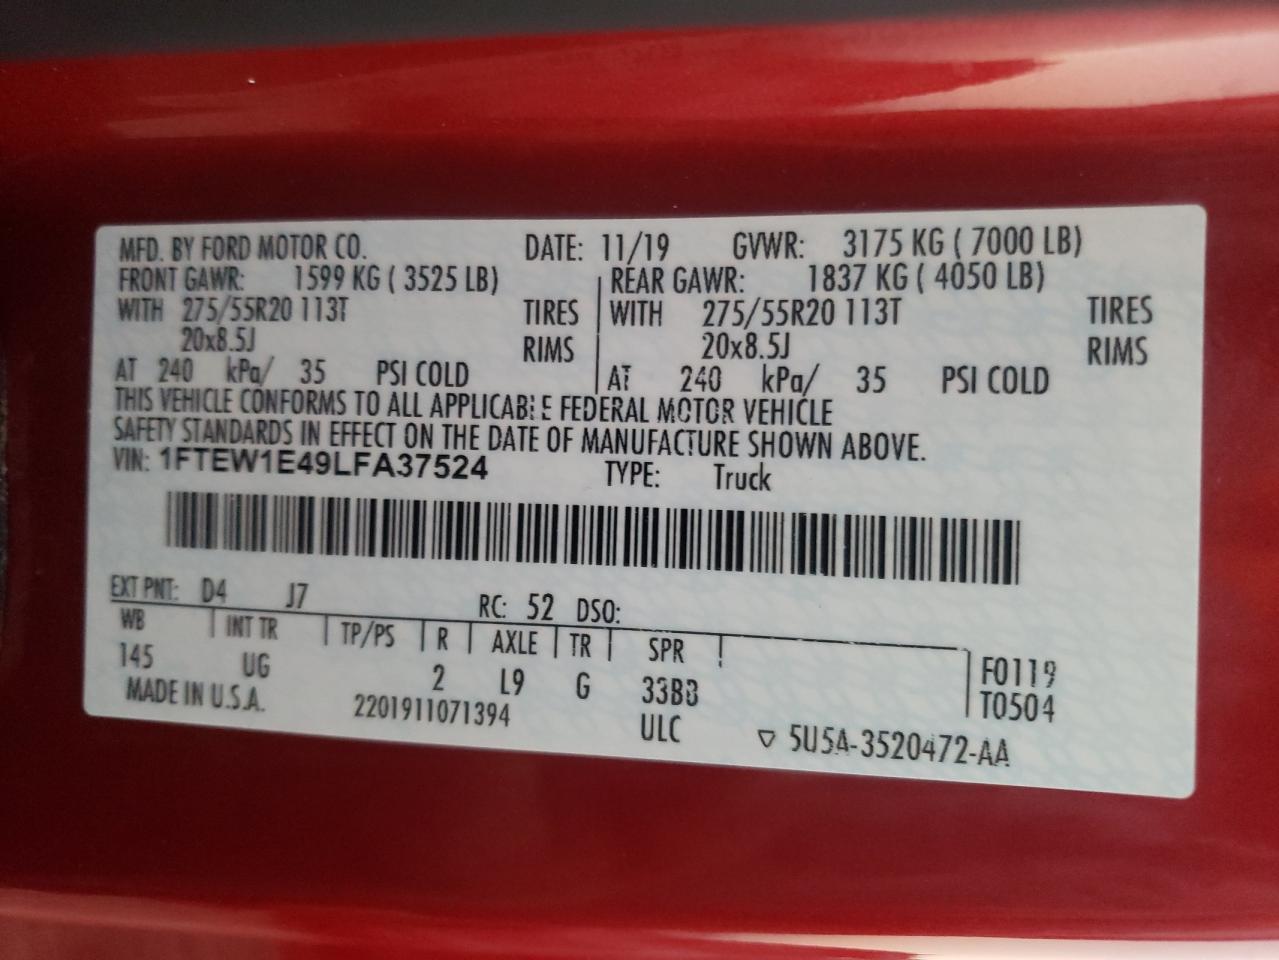 MFD. BY FORD MOTOR CO. DATE: 11/19 GVWR: 3175 KG ( 7000 LB)
FRONT GAWR: 1599 KG ( 3525 LB) REAR GAWR: 1837 KG ( 4050 LB)
WITH 275/55R20 113T TIRES WITH 275/55R20 113T TIRES
20x8.5J RIMS 20x8.5J RIMS
AT 240 kPa/ 35 PSI COLD AT 240 kPa/ 35 PSI COLD
THIS VEHICLE CONFORMS TO ALL APPLICABLE FEDERAL MOTOR VEHICLE
SAFETY STANDARDS IN EFFECT ON THE DATE OF MANUFACTURE SHOWN ABOVE.
VIN: 1FTEW1E49LFA37524 TYPE: Truck
EXT PNT: D4 J7 RC: 52 DSO:
WB INT TR TP/PS R AXLE TR SPR
145 UG 2 L9 G 33B3 F0119
MADE IN U.S.A. 2201911071394 ULC T0504
▽ 5U5A-3520472-AA